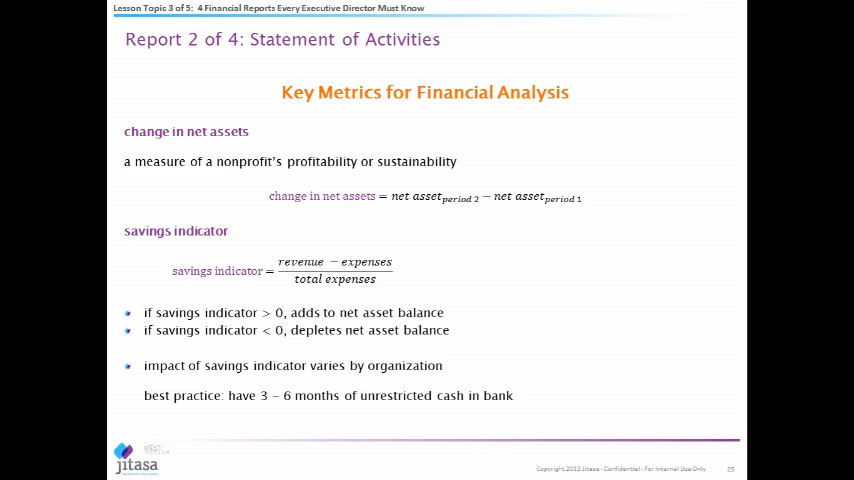 Lesson Topic 3 of 5: 4 Financial Reports Every Executive Director Must Know
Report 2 of 4: Statement of Activities
Key Metrics for Financial Analysis
change in net assets
a measure of a nonprofit's profitability or sustainability
change in net assets = net asset period 2 − net asset period 1
savings indicator
savings indicator = revenue − expenses / total expenses
if savings indicator > 0, adds to net asset balance
if savings indicator < 0, depletes net asset balance
impact of savings indicator varies by organization
best practice: have 3 – 6 months of unrestricted cash in bank
jitasa
Copyright 2013 Jitasa - Confidential - For Internal Use Only
25